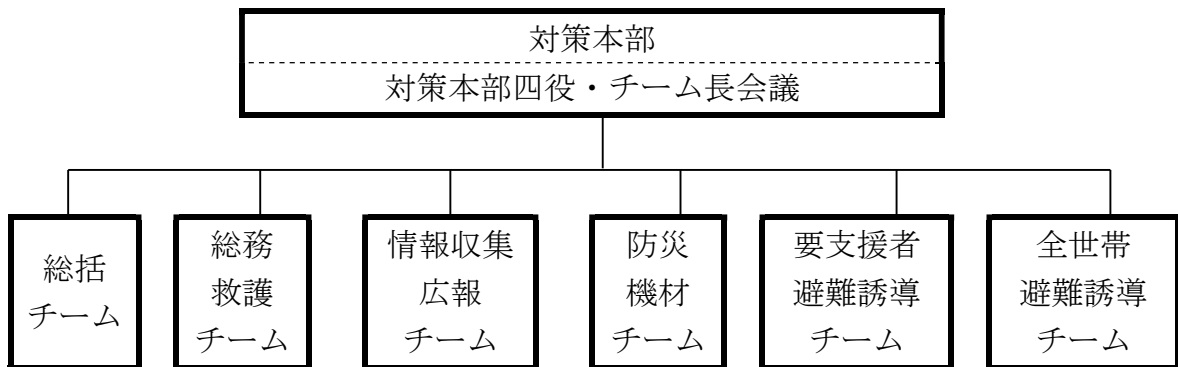 対策本部
対策本部四役・チーム長会議
総括
チーム
総務
救護
チーム
情報収集
広報
チーム
防災
機材
チーム
要支援者
避難誘導
チーム
全世帯
避難誘導
チーム